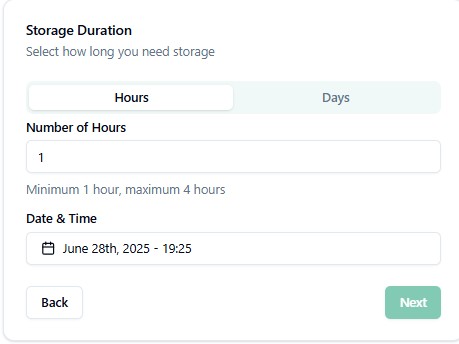 Storage Duration
Select how long you need storage
Hours Days
Number of Hours
1
Minimum 1 hour, maximum 4 hours
Date & Time
June 28th, 2025 - 19:25
Back Next